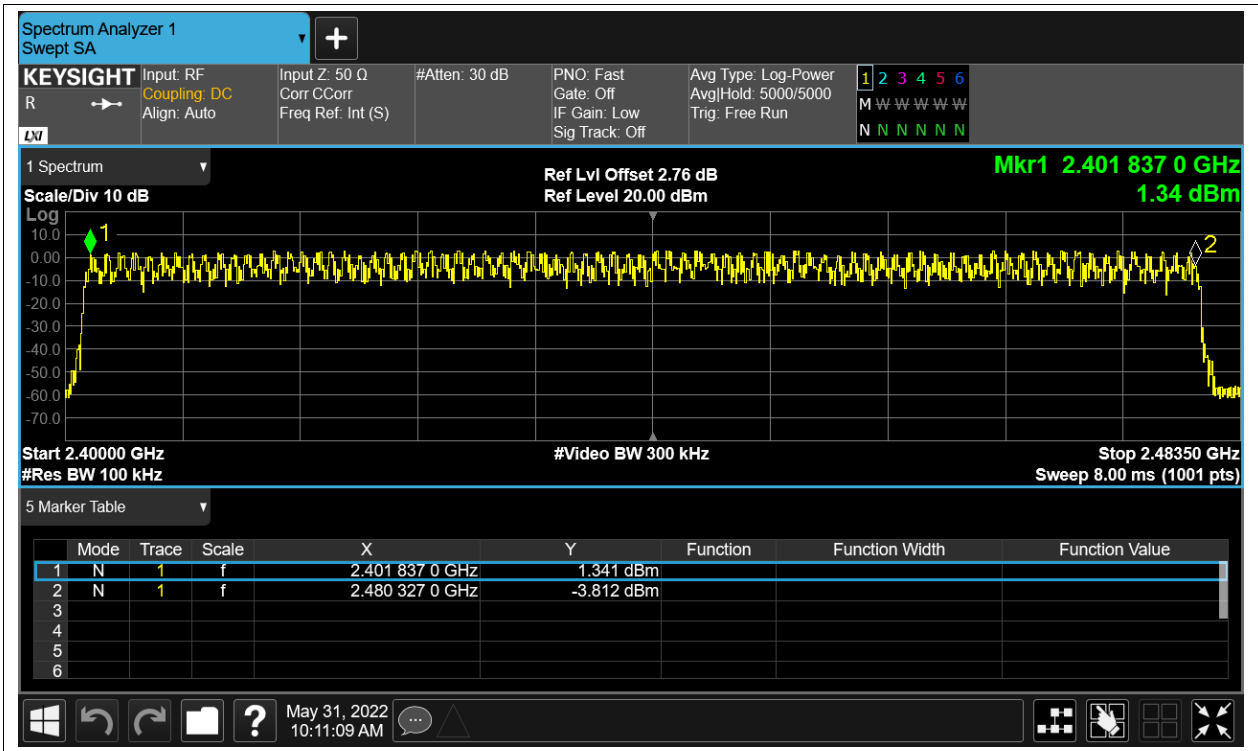 Spectrum Analyzer 1
Swept SA
KEYSIGHT Input: RF Input Z: 50 Ω #Atten: 30 dB PNO: Fast Avg Type: Log-Power 1 2 3 4 5 6
R Coupling: DC Corr CCorr Gate: Off Avg|Hold: 5000/5000 M W W W W W
Align: Auto Freq Ref: Int (S) IF Gain: Low Trig: Free Run
LXI Sig Track: Off N N N N N N
1 Spectrum Ref Lvl Offset 2.76 dB Mkr1 2.401 837 0 GHz
Scale/Div 10 dB Ref Level 20.00 dBm 1.34 dBm
Log
10.0 1 2
0.00
-10.0
-20.0
-30.0
-40.0
-50.0
-60.0
-70.0
Start 2.40000 GHz #Video BW 300 kHz Stop 2.48350 GHz
#Res BW 100 kHz Sweep 8.00 ms (1001 pts)
5 Marker Table
Mode Trace Scale X Y Function Function Width Function Value
1 N 1 f 2.401 837 0 GHz 1.341 dBm
2 N 1 f 2.480 327 0 GHz -3.812 dBm
3
4
5
6
? May 31, 2022
10:11:09 AM